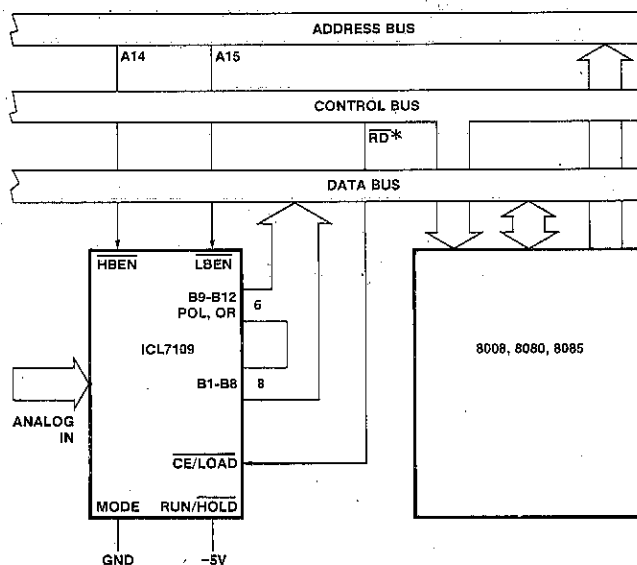 ADDRESS BUS
A14
A15
CONTROL BUS
RD*
DATA BUS
HBEN
LBEN
B9-B12
POL, OR
6
ICL7109
8008, 8080, 8085
B1-B8
8
ANALOG
IN
CE/LOAD
MODE
RUN/HOLD
GND
–5V